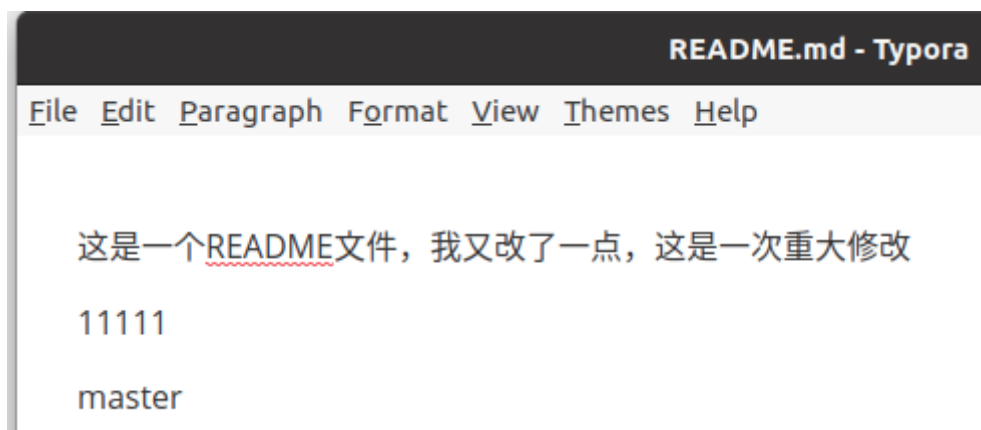 README.md - Typora
File Edit Paragraph Format View Themes Help
这是一个README文件，我又改了一点，这是一次重大修改
11111
master